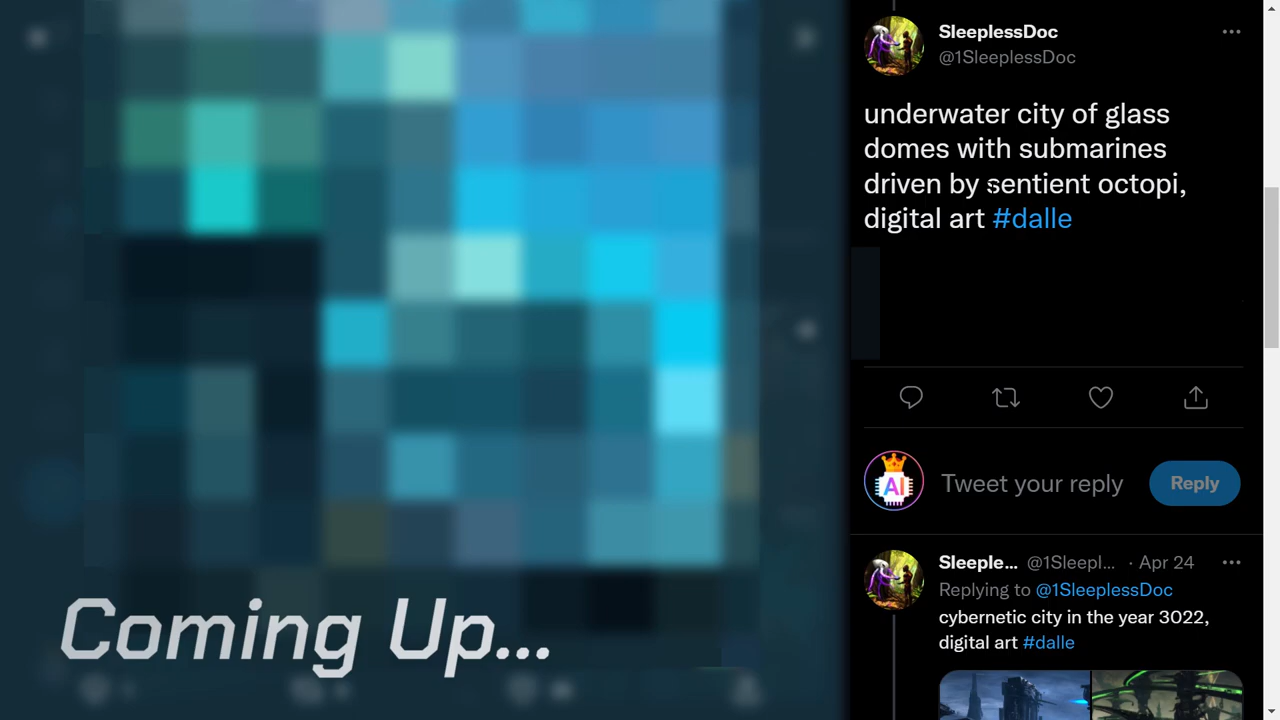 SleeplessDoc
@1SleeplessDoc
underwater city of glass
domes with submarines
driven by sentient octopi,
digital art #dalle
AI
Tweet your reply
Reply
Sleeple... @1Sleepl... · Apr 24
Replying to @1SleeplessDoc
cybernetic city in the year 3022,
digital art #dalle
Coming Up...